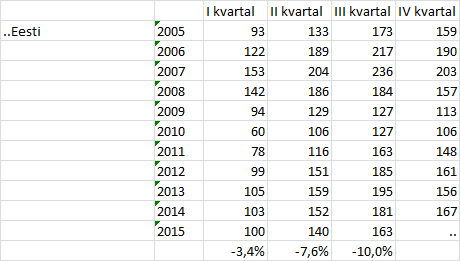 I kvartal II kvartal III kvartal IV kvartal
..Eesti 2005 93 133 173 159
2006 122 189 217 190
2007 153 204 236 203
2008 142 186 184 157
2009 94 129 127 113
2010 60 106 127 106
2011 78 116 163 148
2012 99 151 185 161
2013 105 159 195 156
2014 103 152 181 167
2015 100 140 163 ..
-3,4% -7,6% -10,0%